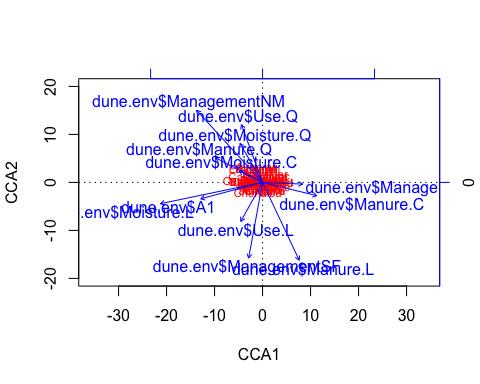 20
dune.env$ManagementNM
dune.env$Use.Q
10
dune.env$Moisture.Q
dune.env$Manure.Q
dune.env$Moisture.C
CCA2
0
dune.env$Manage
0
dune.env$A1
dune.env$Manure.C
.env$Moisture.L
-10
dune.env$Use.L
dune.env$ManagementSF
dune.env$Manure.L
-20
-30 -20 -10 0 10 20 30
CCA1